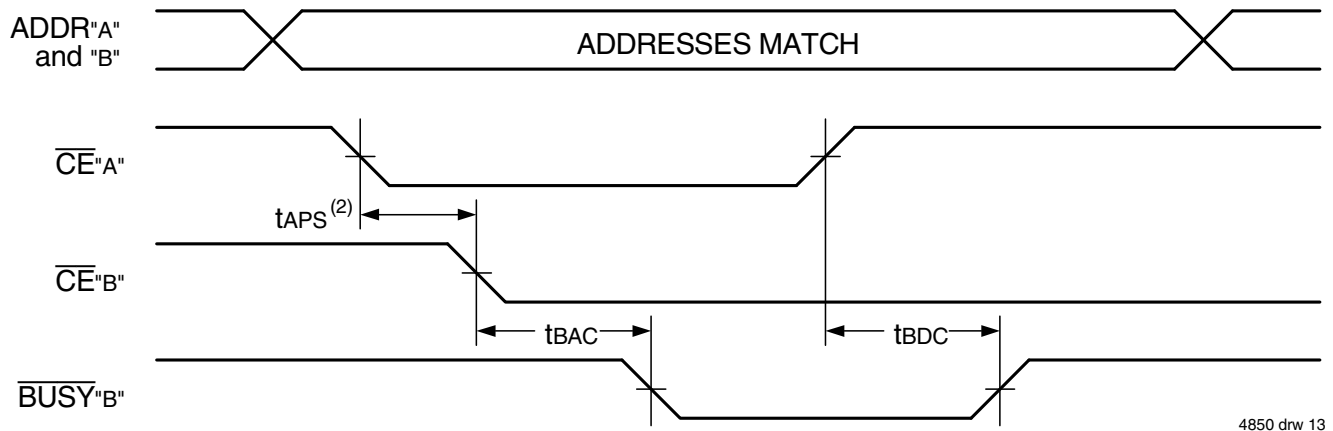 ADDR"A"
and "B"
ADDRESSES MATCH
CE"A"
tAPS(2)
CE"B"
tBAC
tBDC
BUSY"B"
4850 drw 13